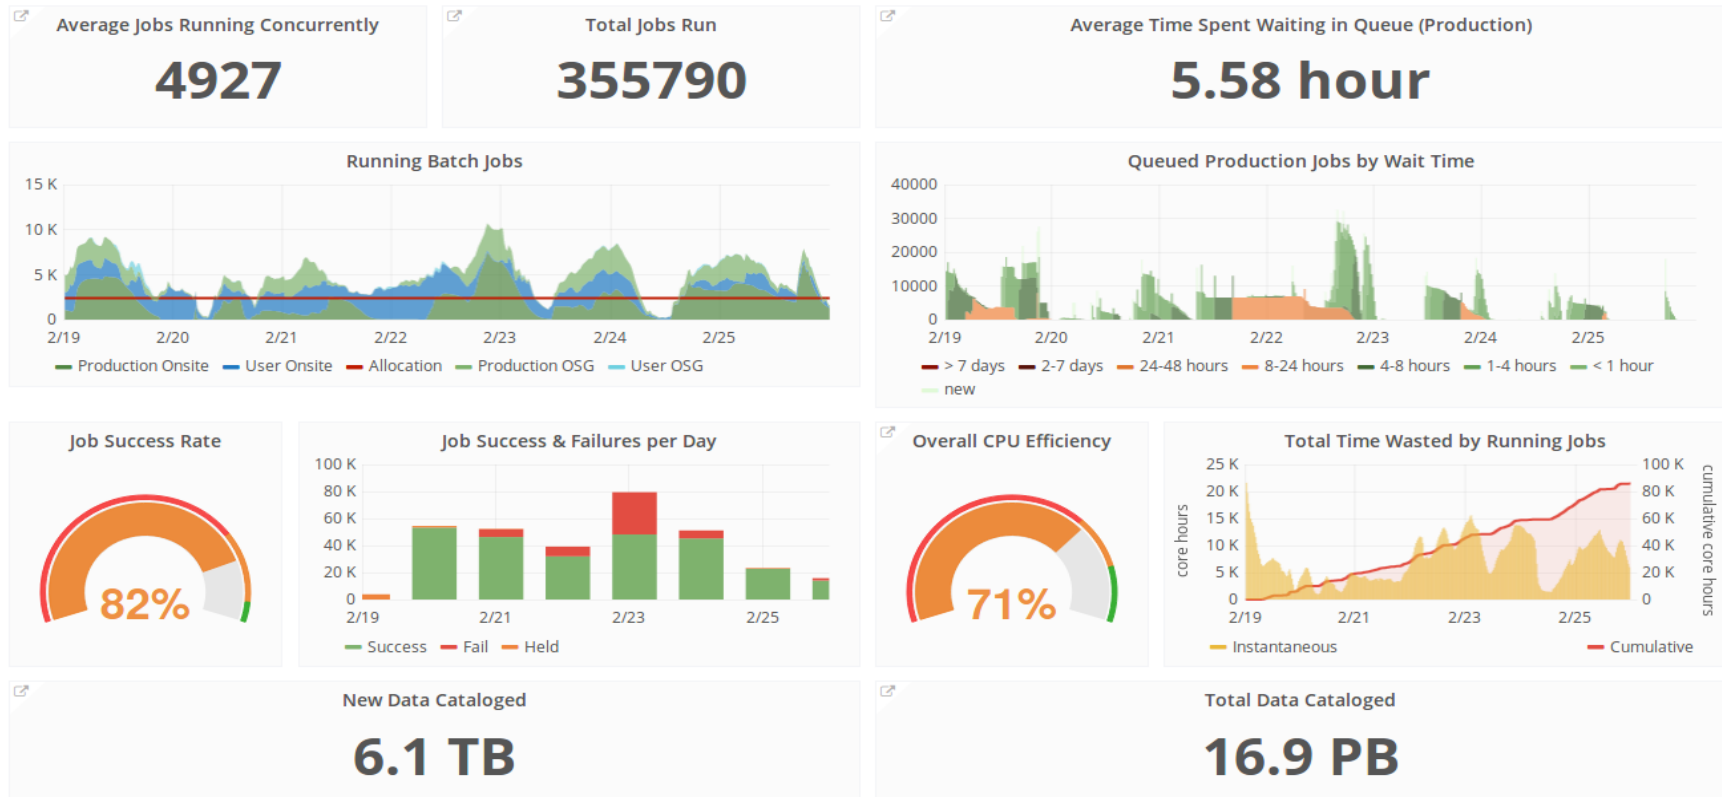 Average Jobs Running Concurrently
4927
Total Jobs Run
355790
Average Time Spent Waiting in Queue (Production)
5.58 hour
Running Batch Jobs
15 K
10 K
5 K
0
2/19 2/20 2/21 2/22 2/23 2/24 2/25
Production Onsite User Onsite Allocation Production OSG User OSG
Queued Production Jobs by Wait Time
40000
30000
20000
10000
0
2/19 2/20 2/21 2/22 2/23 2/24 2/25
> 7 days 2-7 days 24-48 hours 8-24 hours 4-8 hours 1-4 hours < 1 hour
new
Job Success Rate
82%
Job Success & Failures per Day
100 K
80 K
60 K
40 K
20 K
0
2/19 2/21 2/23 2/25
Success Fail Held
Overall CPU Efficiency
71%
Total Time Wasted by Running Jobs
core hours
25 K
20 K
15 K
10 K
5 K
0
100 K
80 K
60 K
40 K
20 K
0
cumulative core hours
2/19 2/21 2/23 2/25
Instantaneous Cumulative
New Data Cataloged
6.1 TB
Total Data Cataloged
16.9 PB